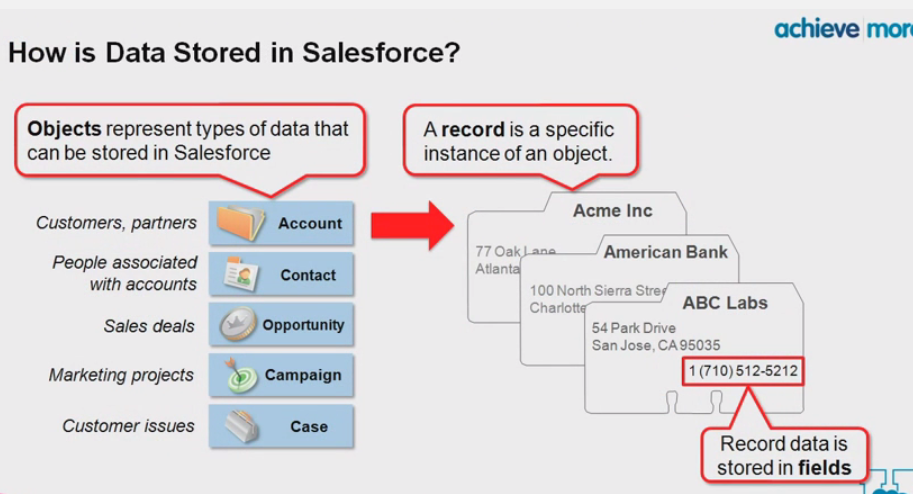 achieve more
How is Data Stored in Salesforce?
Objects represent types of data that
can be stored in Salesforce
A record is a specific
instance of an object.
Customers, partners
Account
People associated
with accounts
Contact
Sales deals
Opportunity
Marketing projects
Campaign
Customer issues
Case
Acme Inc
77 Oak Lane
Atlanta
American Bank
100 North Sierra Stree
Charlotte
ABC Labs
54 Park Drive
San Jose, CA 95035
1 (710) 512-5212
Record data is
stored in fields